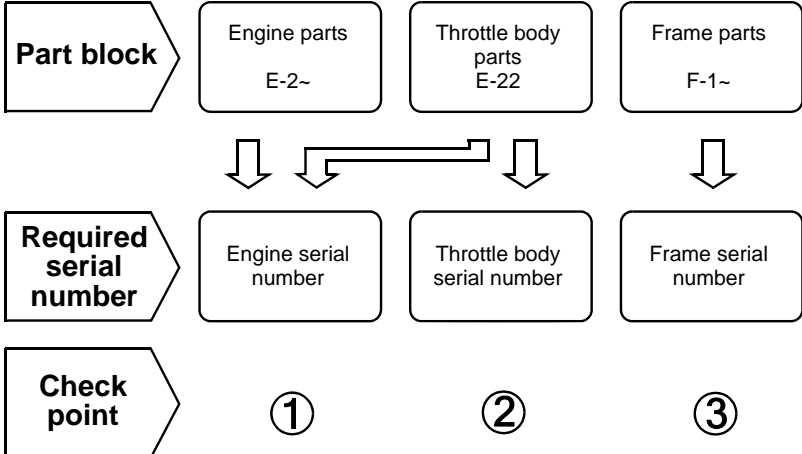 Part block
Engine parts
E-2~
Throttle body
parts
E-22
Frame parts
F-1~
Required
serial
number
Engine serial
number
Throttle body
serial number
Frame serial
number
Check
point
①
②
③